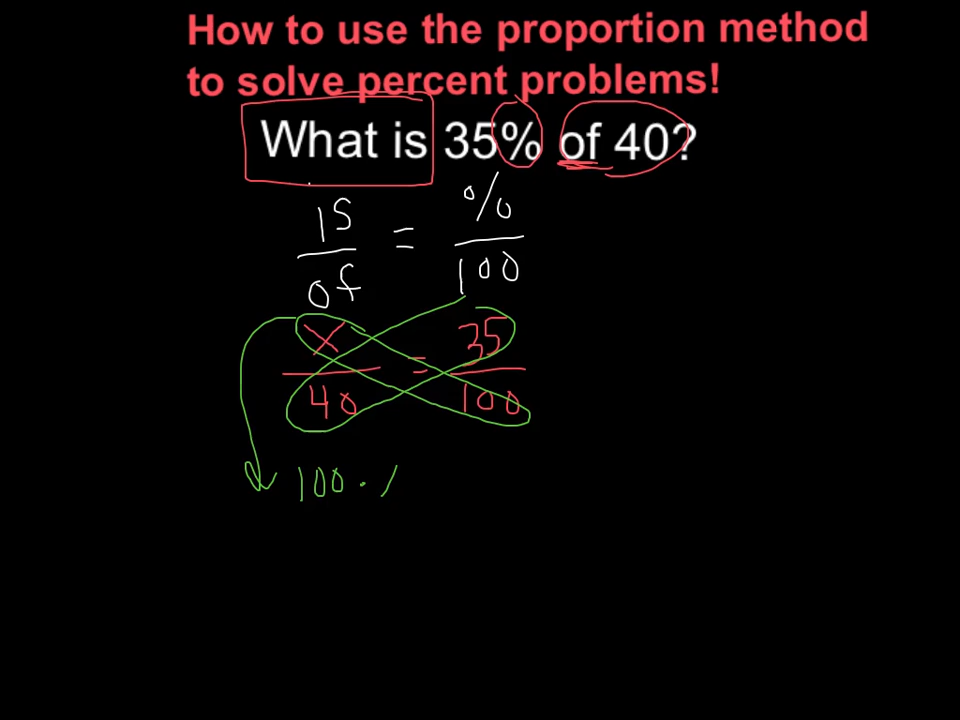 How to use the proportion method
to solve percent problems!
What is 35% of 40?
is = %
of 100
x = 35
40 100
100 ·